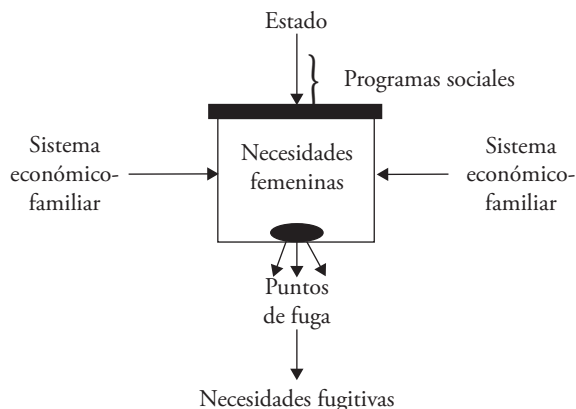 Estado
Programas sociales
Sistema
económico-
familiar
Necesidades
femeninas
Sistema
económico-
familiar
Puntos
de fuga
Necesidades fugitivas